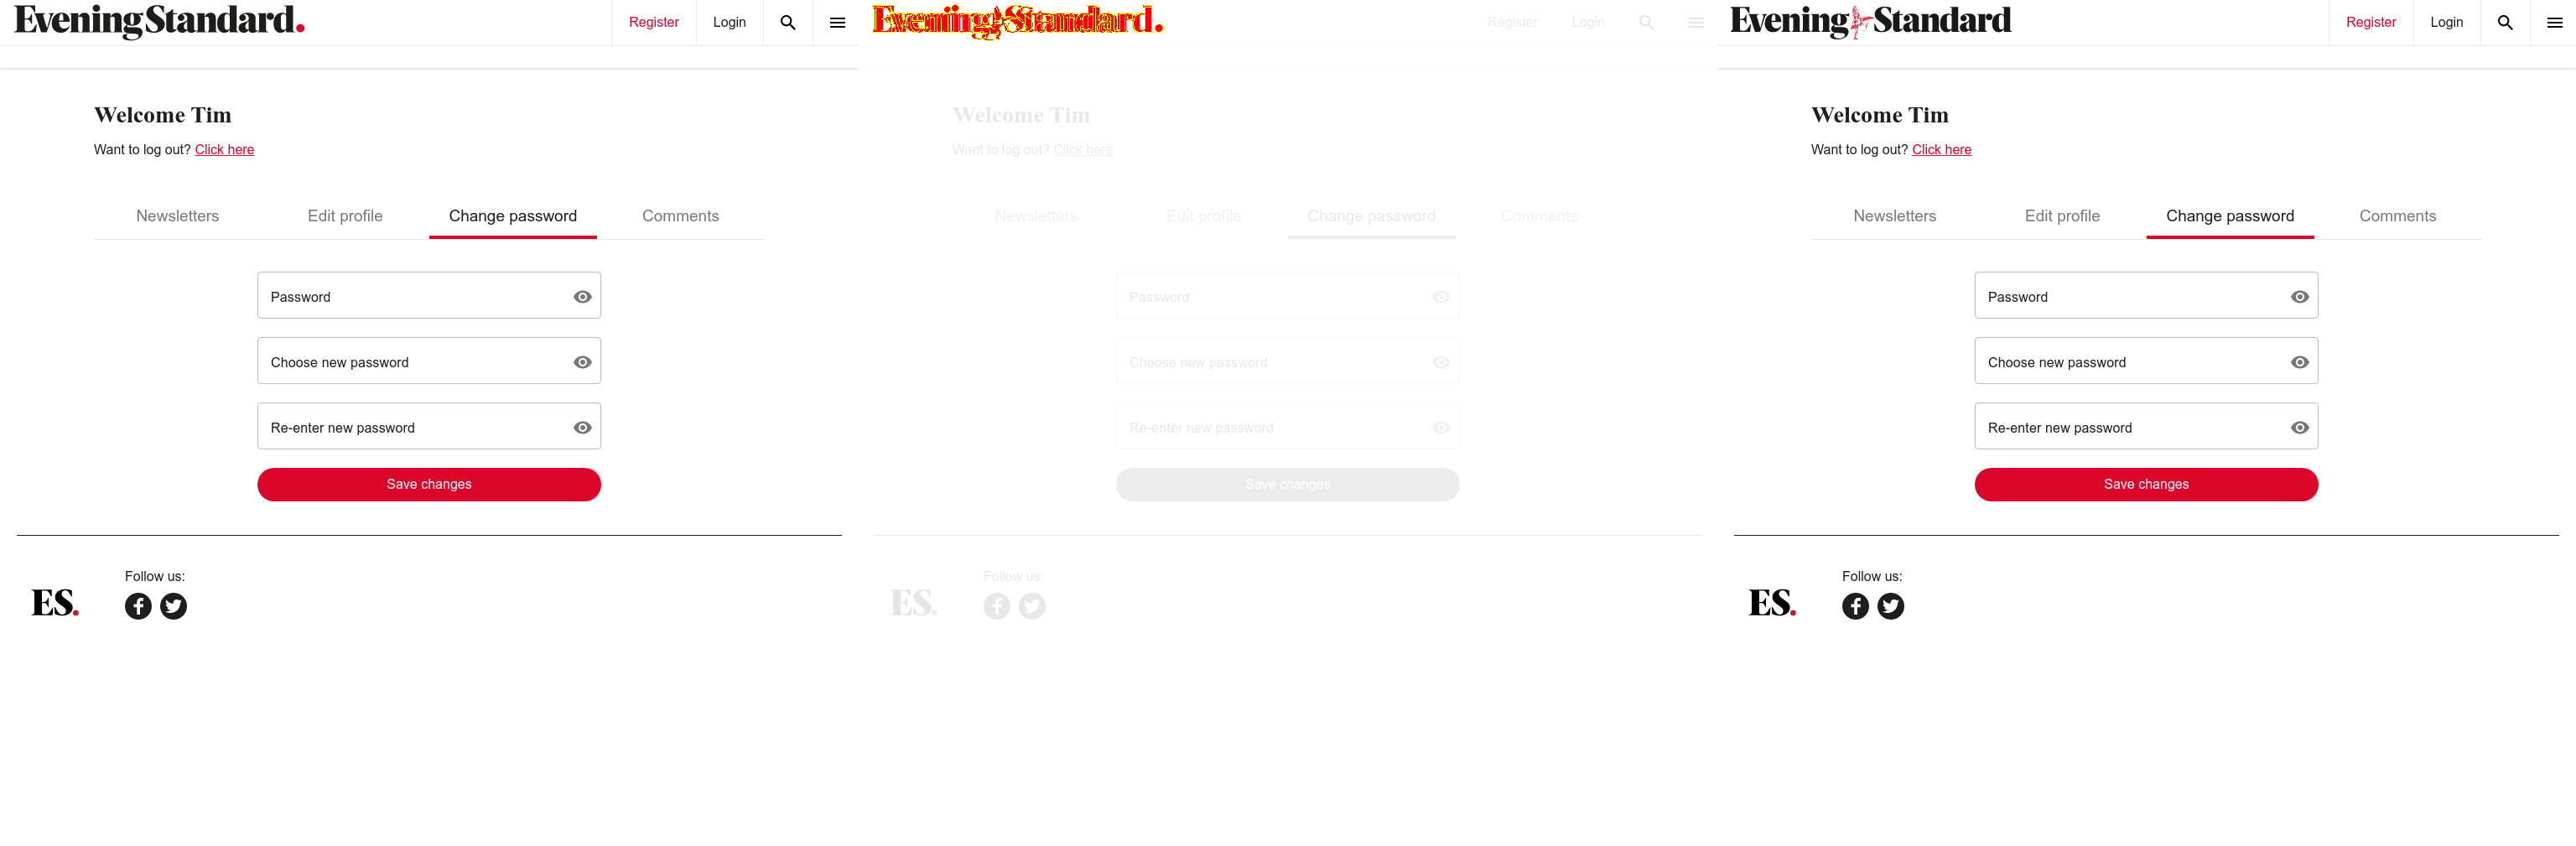 Evening Standard.
Register
Login
Welcome Tim
Want to log out? Click here
Newsletters
Edit profile
Change password
Comments
Password
Choose new password
Re-enter new password
Save changes
Follow us:
ES.
Evening Standard.
Register
Login
Welcome Tim
Want to log out? Click here
Newsletters
Edit profile
Change password
Comments
Password
Choose new password
Re-enter new password
Save changes
Follow us:
ES.
Evening Standard
Register
Login
Welcome Tim
Want to log out? Click here
Newsletters
Edit profile
Change password
Comments
Password
Choose new password
Re-enter new password
Save changes
Follow us:
ES.